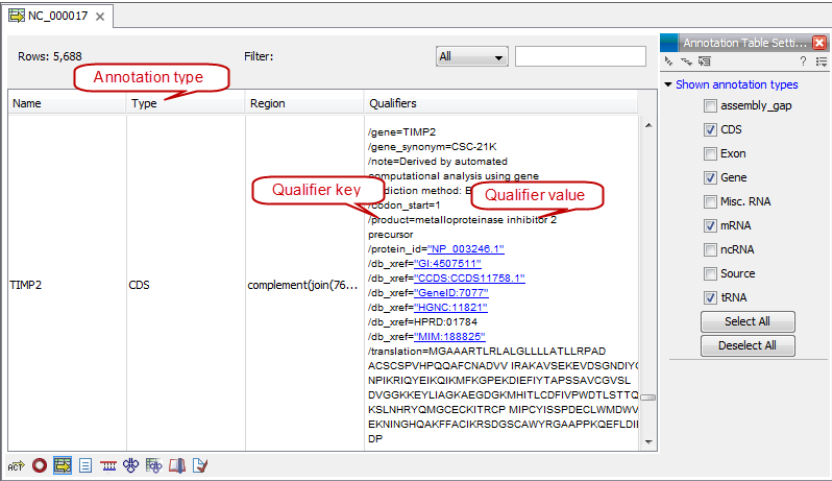 NC_000017
Annotation Table Setti...
Rows: 5,688
Filter:
All
Annotation type
Name Type Region Qualifiers
/gene=TIMP2
/gene_synonym=CSC-21K
/note=Derived by automated
computational analysis using gene
diction method: B
Qualifier key
Qualifier value
/codon_start=1
/product=metalloproteinase inhibitor 2
precursor
/protein_id="NP_003246.1"
/db_xref="GI:4507511"
/db_xref="CCDS:CCDS11758.1"
TIMP2 CDS complement(join(76...
/db_xref="GeneID:7077"
/db_xref="HGNC:11821"
/db_xref=HPRD:01784
/db_xref="MIM:188825"
/translation=MGAAARTLRLALGLLLLATLLRPAD
ACSCSPVHPQQAFCNADVV IRAKAVSEKEVDSGNDIY
NPIKRIQYEIKQIKMFKGPEKDIEFIYTAPSSAVCGVSL
DVGGKKEYLIAGKAEGDGKMHITLCDFIVPWDTLSTTQ
KSLNHRYQMGCECKITRCP MIPCYISSPDECLWMDWV
EKNINGHQAKFFACIKRSDGSCAWYRGAAPPKQEFLDI
DP
Shown annotation types
assembly_gap
CDS
Exon
Gene
Misc. RNA
mRNA
ncRNA
Source
tRNA
Select All
Deselect All